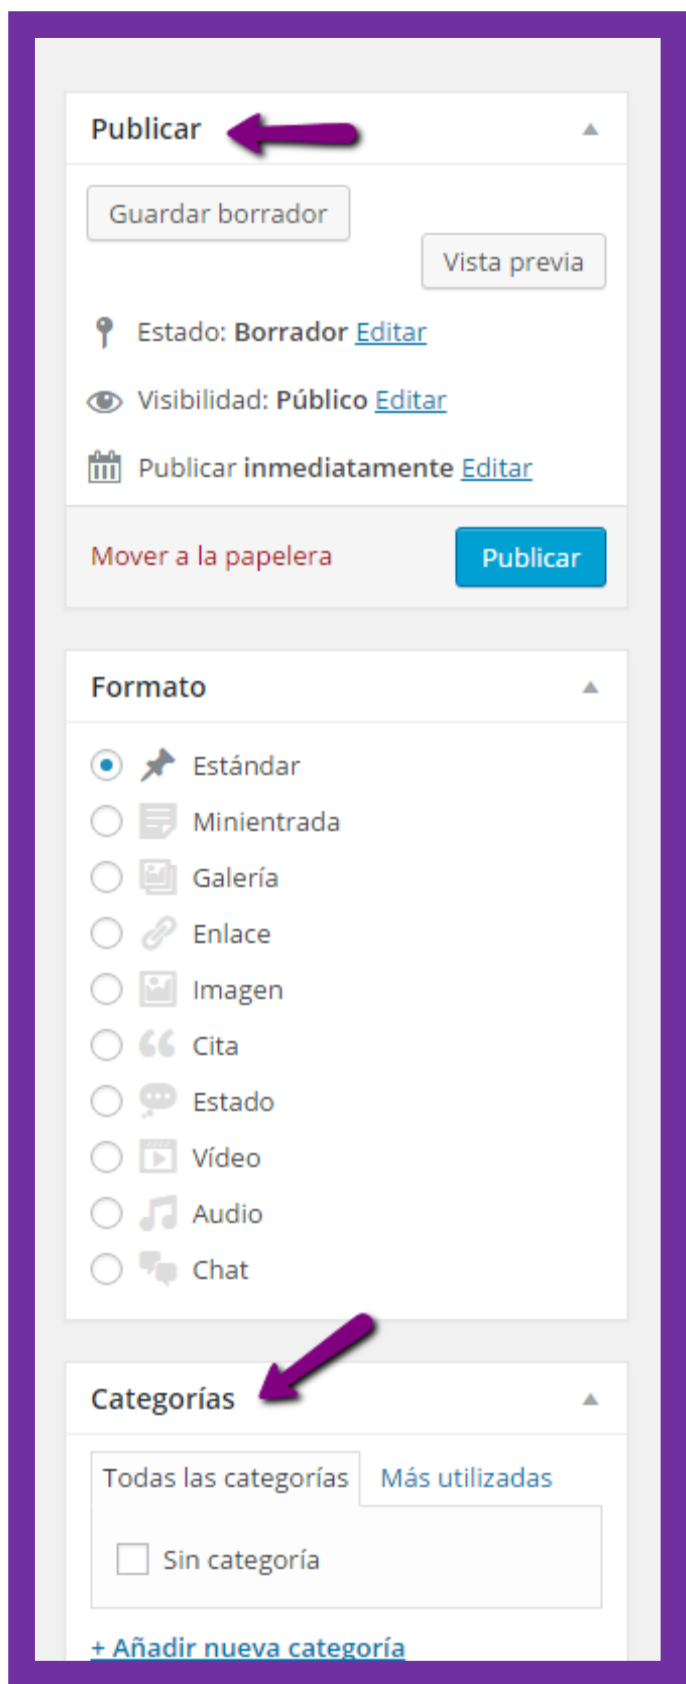 Publicar
Guardar borrador
Vista previa
Estado: Borrador Editar
Visibilidad: Público Editar
Publicar inmediatamente Editar
Mover a la papelera Publicar
Formato
Estándar
Minientrada
Galería
Enlace
Imagen
Cita
Estado
Vídeo
Audio
Chat
Categorías
Todas las categorías Más utilizadas
Sin categoría
+ Añadir nueva categoría